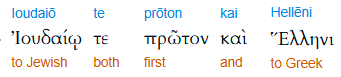 Ioudaiō te prōton kai Hellēni
Ἰουδαίῳ τε πρῶτον καὶ Ἕλληνι
to Jewish both first and to Greek